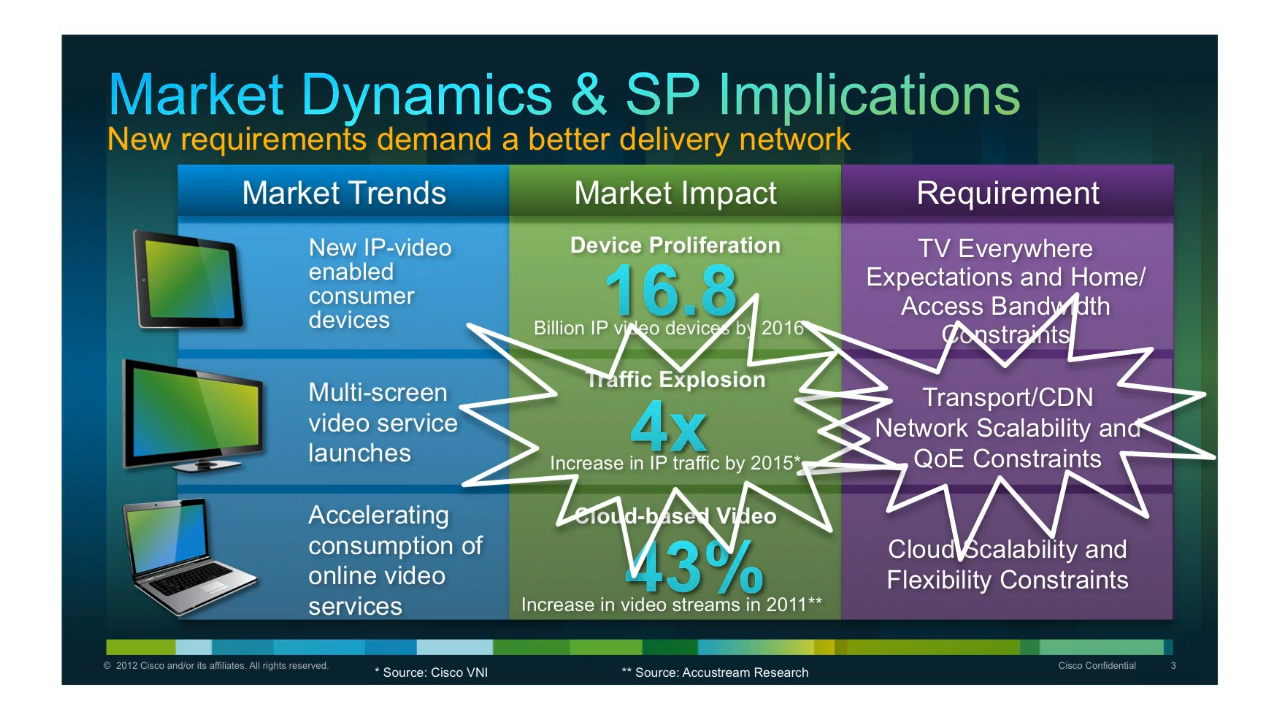 Market Dynamics & SP Implications
New requirements demand a better delivery network
Market Trends
Market Impact
Requirement
New IP-video
enabled
consumer
devices
Device Proliferation
16.8
Billion IP video devices by 2016*
TV Everywhere
Expectations and Home/
Access Bandwidth
Constraints
Multi-screen
video service
launches
Traffic Explosion
4x
Increase in IP traffic by 2015*
Transport/CDN
Network Scalability and
QoE Constraints
Accelerating
consumption of
online video
services
Cloud-based Video
43%
Increase in video streams in 2011**
Cloud Scalability and
Flexibility Constraints
© 2012 Cisco and/or its affiliates. All rights reserved.
* Source: Cisco VNI
** Source: Accustream Research
Cisco Confidential
3